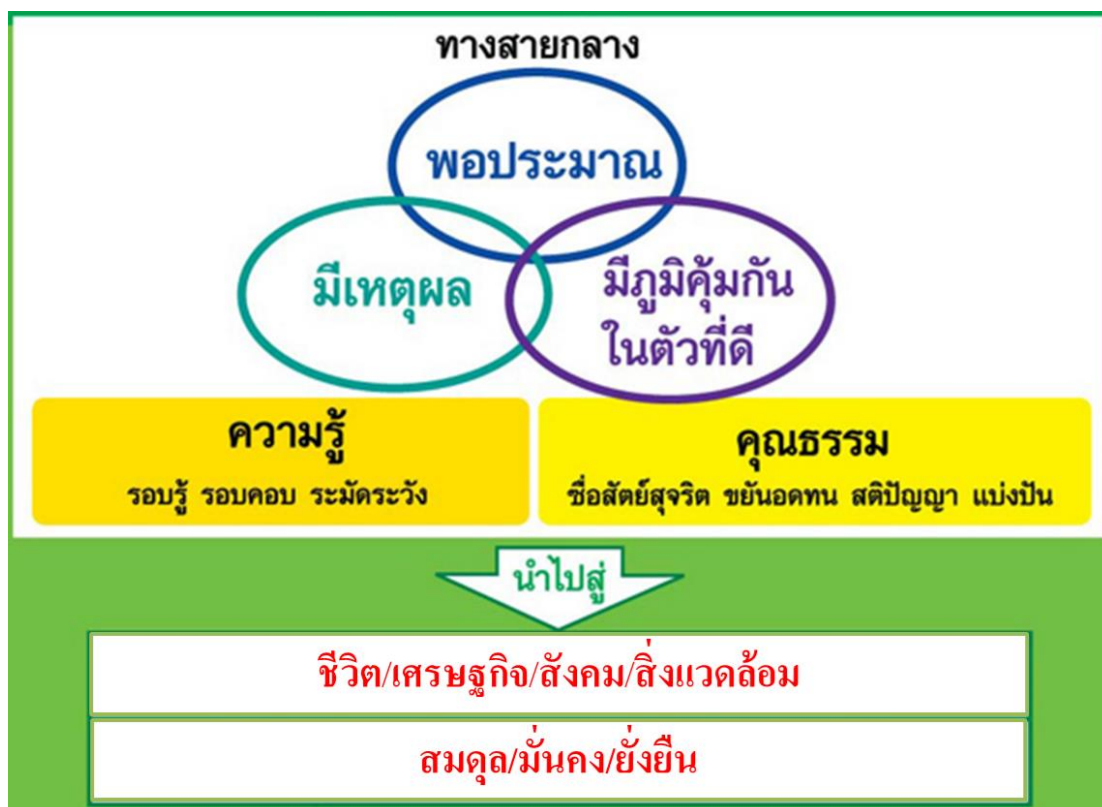 ทางสายกลาง
พอประมาณ
มีเหตุผล
มีภูมิคุ้มกัน
ในตัวที่ดี
ความรู้
รอบรู้ รอบคอบ ระมัดระวัง
คุณธรรม
ซื่อสัตย์สุจริต ขยันอดทน สติปัญญา แบ่งปัน
นำไปสู่
ชีวิต/เศรษฐกิจ/สังคม/สิ่งแวดล้อม
สมดุล/มั่นคง/ยั่งยืน